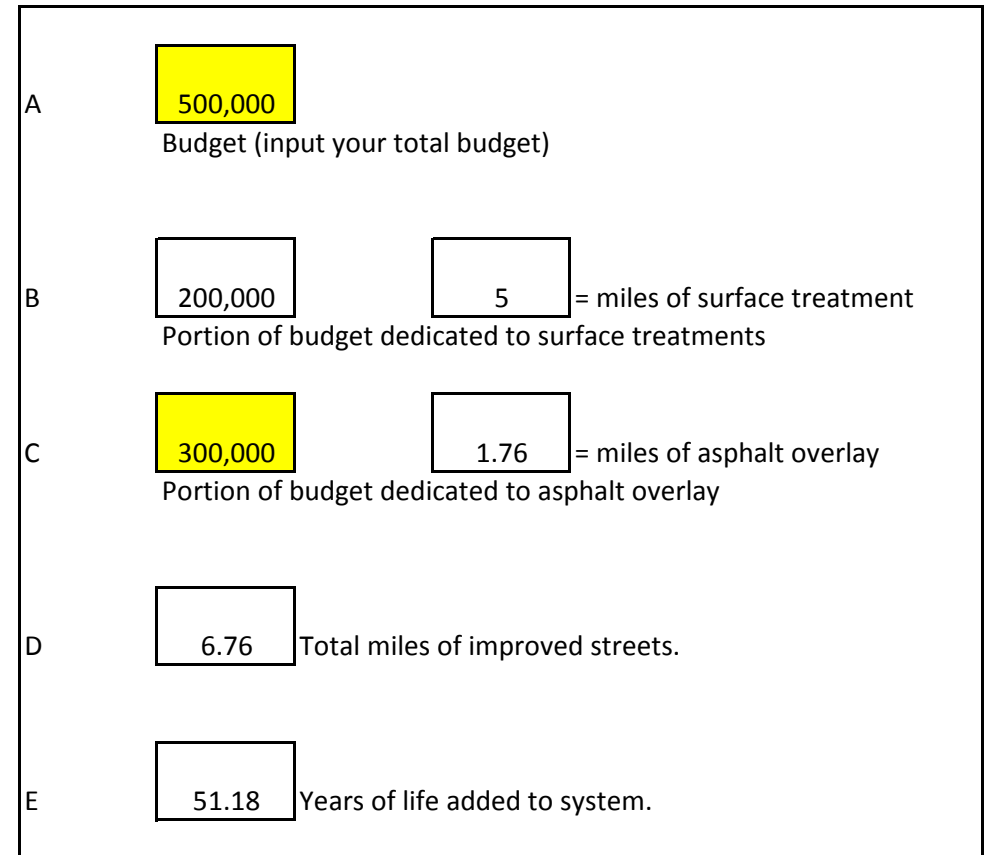 A 500,000
Budget (input your total budget)
B 200,000 5 = miles of surface treatment
Portion of budget dedicated to surface treatments
C 300,000 1.76 = miles of asphalt overlay
Portion of budget dedicated to asphalt overlay
D 6.76 Total miles of improved streets.
E 51.18 Years of life added to system.